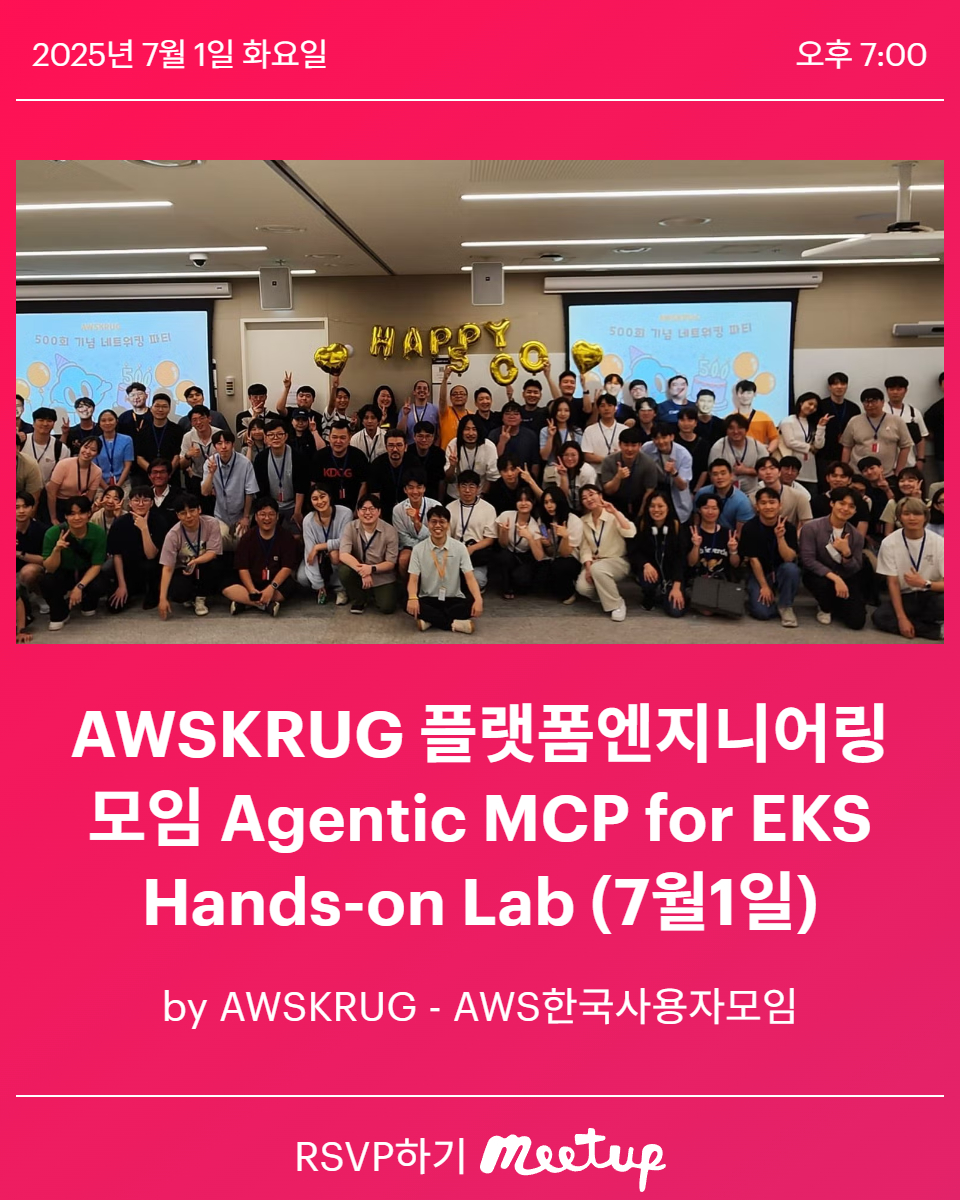 2025년 7월 1일 화요일
오후 7:00
HAPPY
500
500회 기념 네트워킹 파티
500
500회 기념 네트워킹 파티
500
AWSKRUG 플랫폼엔지니어링
모임 Agentic MCP for EKS
Hands-on Lab (7월1일)
by AWSKRUG - AWS한국사용자모임
RSVP하기 meetup